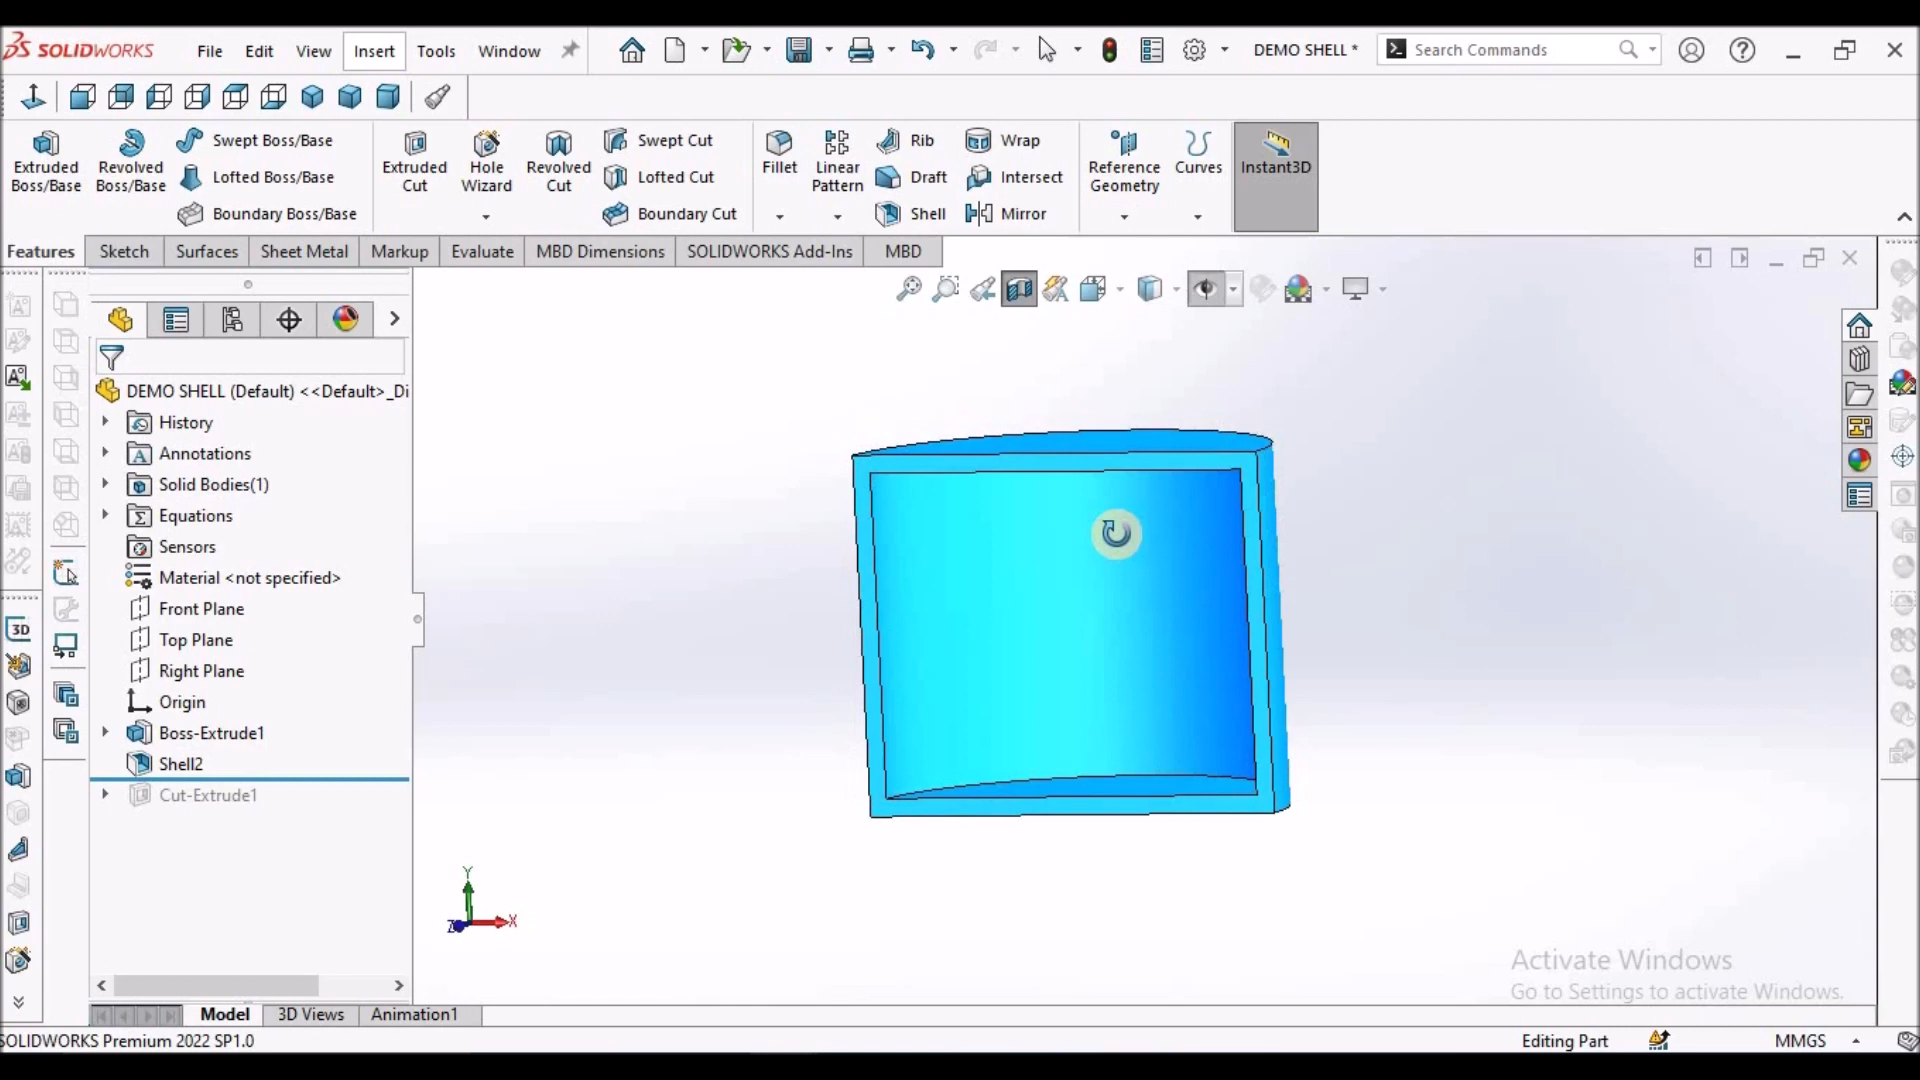 SOLIDWORKS File Edit View Insert Tools Window DEMO SHELL * Search Commands
Extruded Boss/Base
Revolved Boss/Base
Swept Boss/Base
Lofted Boss/Base
Boundary Boss/Base
Extruded Cut
Hole Wizard
Revolved Cut
Swept Cut
Lofted Cut
Boundary Cut
Fillet
Linear Pattern
Rib
Draft
Shell
Wrap
Intersect
Mirror
Reference Geometry
Curves
Instant3D
Features Sketch Surfaces Sheet Metal Markup Evaluate MBD Dimensions SOLIDWORKS Add-Ins MBD
DEMO SHELL (Default) <<Default>_Di
History
Annotations
Solid Bodies(1)
Equations
Sensors
Material <not specified>
Front Plane
Top Plane
Right Plane
Origin
Boss-Extrude1
Shell2
Cut-Extrude1
3D
Y
Z
X
Activate Windows
Go to Settings to activate Windows.
Model 3D Views Animation1
SOLIDWORKS Premium 2022 SP1.0 Editing Part MMGS